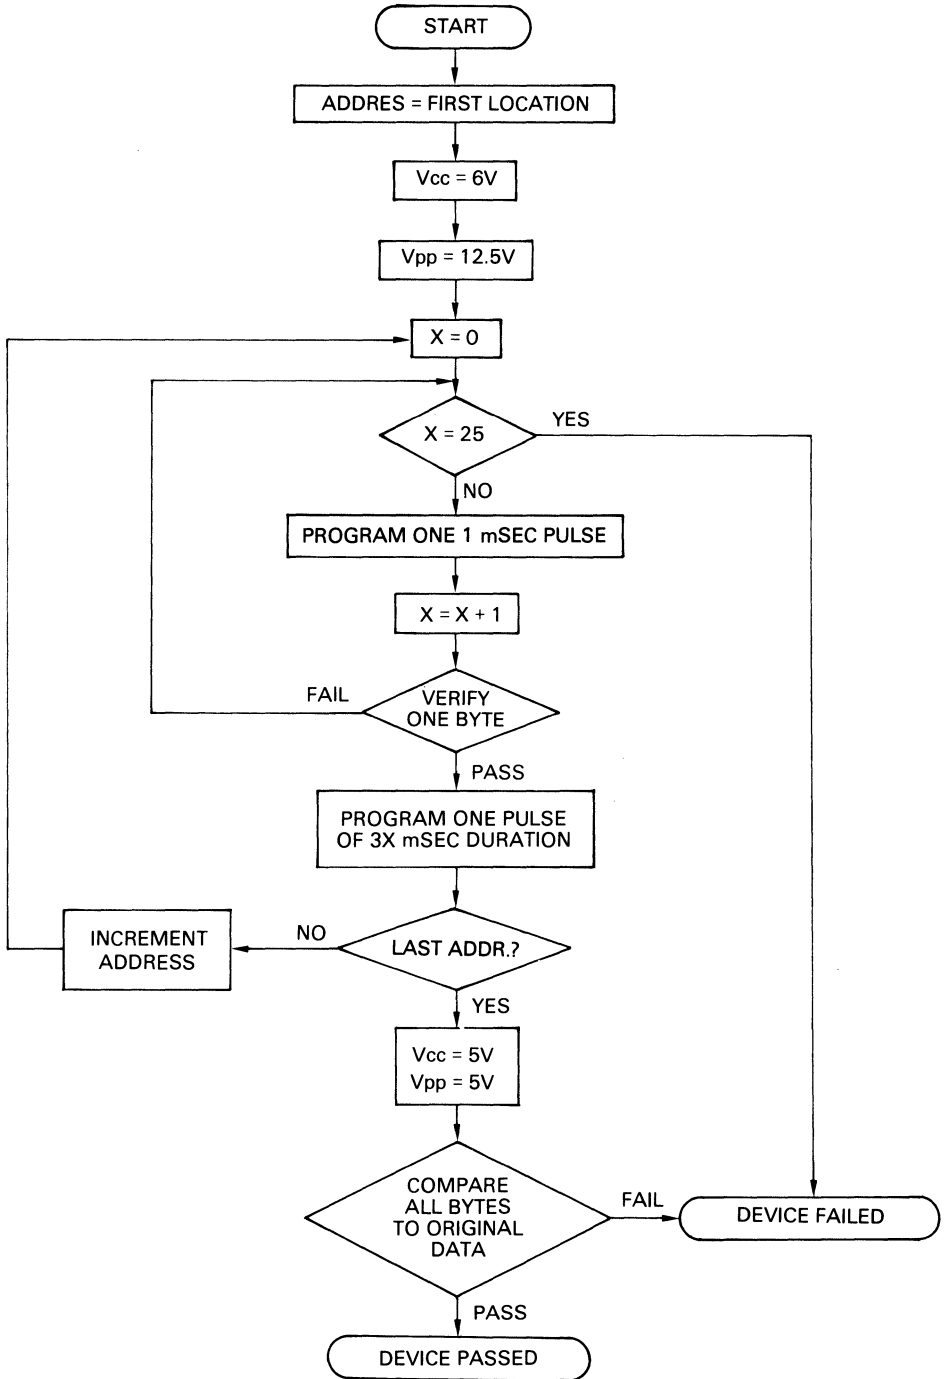 START
ADDRES = FIRST LOCATION
Vcc = 6V
Vpp = 12.5V
X = 0
X = 25
YES
NO
PROGRAM ONE 1 mSEC PULSE
X = X + 1
FAIL
VERIFY
ONE BYTE
PASS
PROGRAM ONE PULSE
OF 3X mSEC DURATION
LAST ADDR.?
NO
INCREMENT
ADDRESS
YES
Vcc = 5V
Vpp = 5V
COMPARE
ALL BYTES
TO ORIGINAL
DATA
FAIL
DEVICE FAILED
PASS
DEVICE PASSED